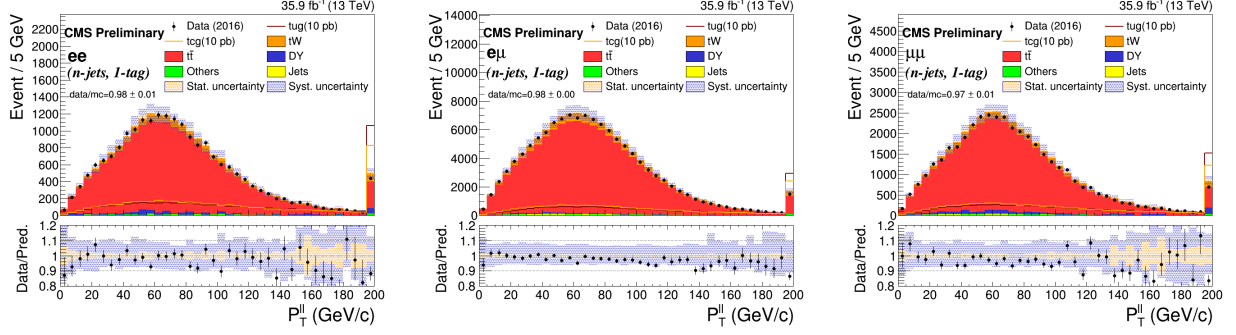 35.9 fb⁻¹ (13 TeV)
Event / 5 GeV
2200
2000
1800
1600
1400
1200
1000
800
600
400
200
0
CMS Preliminary
ee
(n-jets, 1-tag)
data/mc=0.98 ± 0.01
Data (2016)
tug(10 pb)
tcg(10 pb)
tW
tt̄
DY
Others
Jets
Stat. uncertainty
Syst. uncertainty
Data/Pred.
1.2
1.1
1
0.9
0.8
0 20 40 60 80 100 120 140 160 180 200
P_T^ll (GeV/c)
35.9 fb⁻¹ (13 TeV)
Event / 5 GeV
14000
12000
10000
8000
6000
4000
2000
0
CMS Preliminary
eμ
(n-jets, 1-tag)
data/mc=0.98 ± 0.00
Data (2016)
tug(10 pb)
tcg(10 pb)
tW
tt̄
DY
Others
Jets
Stat. uncertainty
Syst. uncertainty
Data/Pred.
1.2
1.1
1
0.9
0.8
0 20 40 60 80 100 120 140 160 180 200
P_T^ll (GeV/c)
35.9 fb⁻¹ (13 TeV)
Event / 5 GeV
4500
4000
3500
3000
2500
2000
1500
1000
500
0
CMS Preliminary
μμ
(n-jets, 1-tag)
data/mc=0.97 ± 0.01
Data (2016)
tug(10 pb)
tcg(10 pb)
tW
tt̄
DY
Others
Jets
Stat. uncertainty
Syst. uncertainty
Data/Pred.
1.2
1.1
1
0.9
0.8
0 20 40 60 80 100 120 140 160 180 200
P_T^ll (GeV/c)